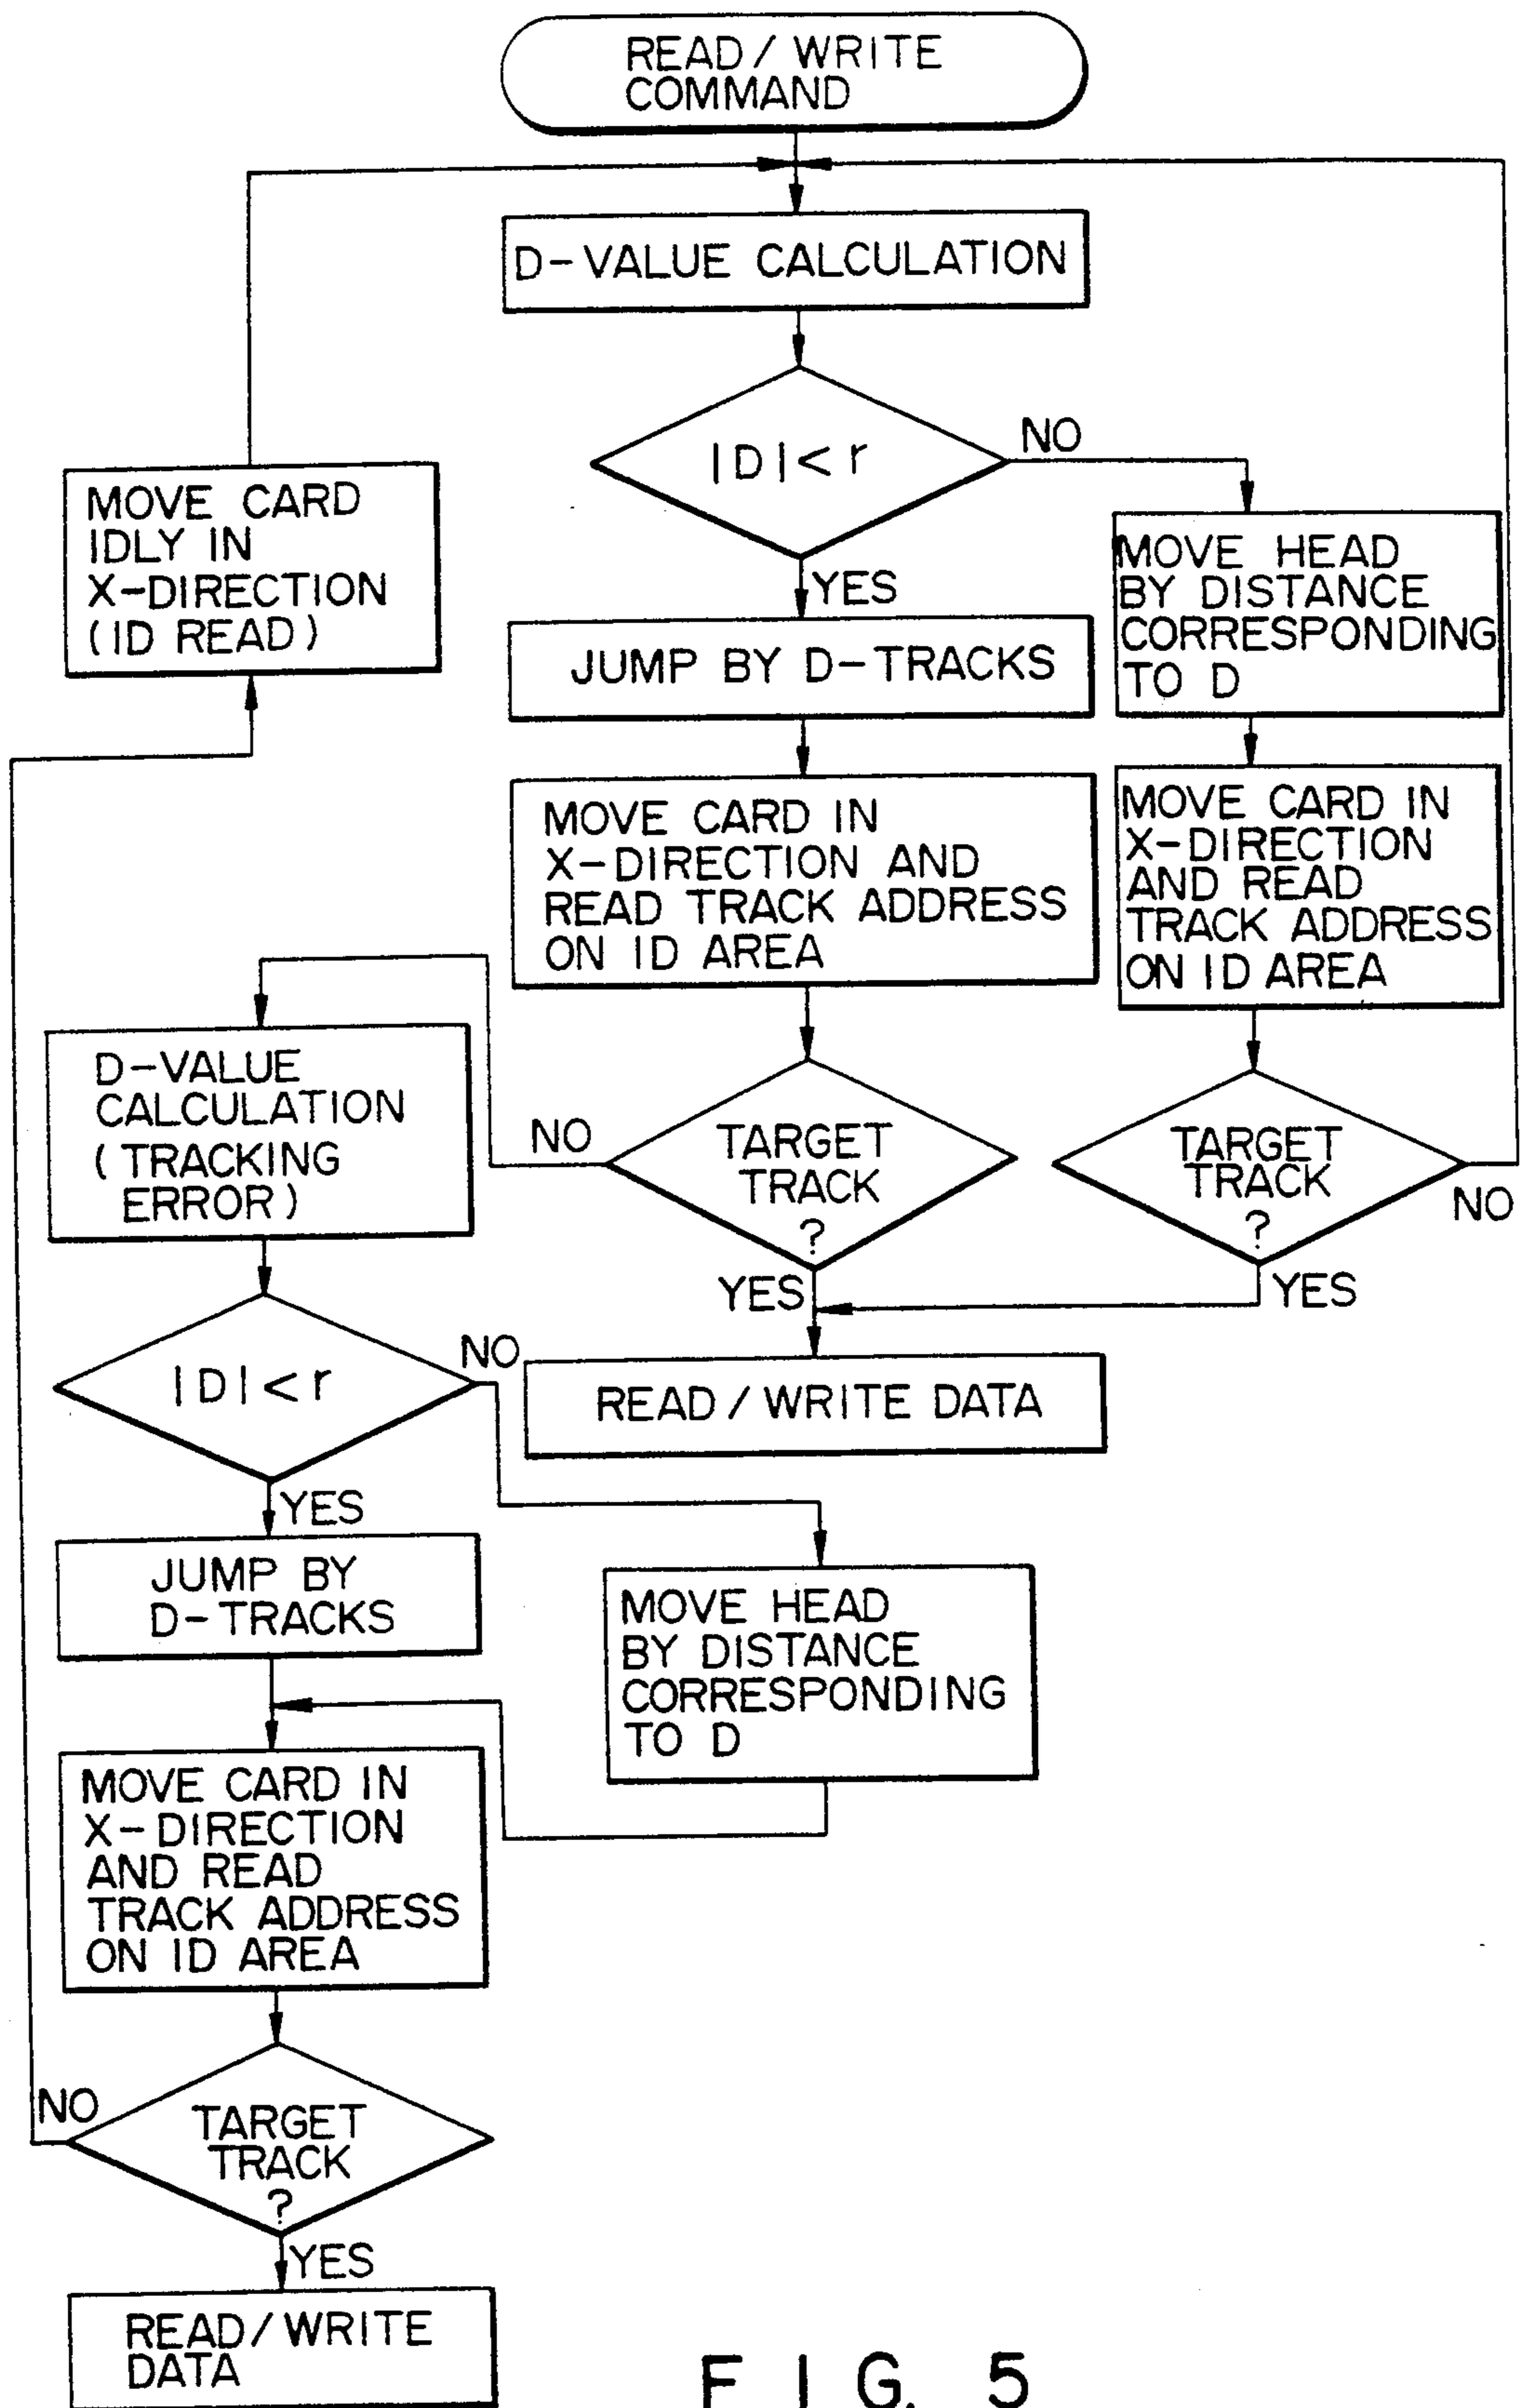 READ / WRITE
COMMAND
D-VALUE CALCULATION
|D|< r
NO
YES
MOVE CARD
IDLY IN
X-DIRECTION
(ID READ)
MOVE HEAD
BY DISTANCE
CORRESPONDING
TO D
JUMP BY D-TRACKS
MOVE CARD IN
X-DIRECTION AND
READ TRACK ADDRESS
ON ID AREA
MOVE CARD IN
X-DIRECTION
AND READ
TRACK ADDRESS
ON ID AREA
D-VALUE
CALCULATION
(TRACKING
ERROR)
NO
TARGET
TRACK
?
YES
TARGET
TRACK
?
NO
YES
|D|< r
NO
YES
READ / WRITE DATA
JUMP BY
D-TRACKS
MOVE HEAD
BY DISTANCE
CORRESPONDING
TO D
MOVE CARD IN
X-DIRECTION
AND READ
TRACK ADDRESS
ON ID AREA
NO
TARGET
TRACK
?
YES
READ/WRITE
DATA
FIG. 5